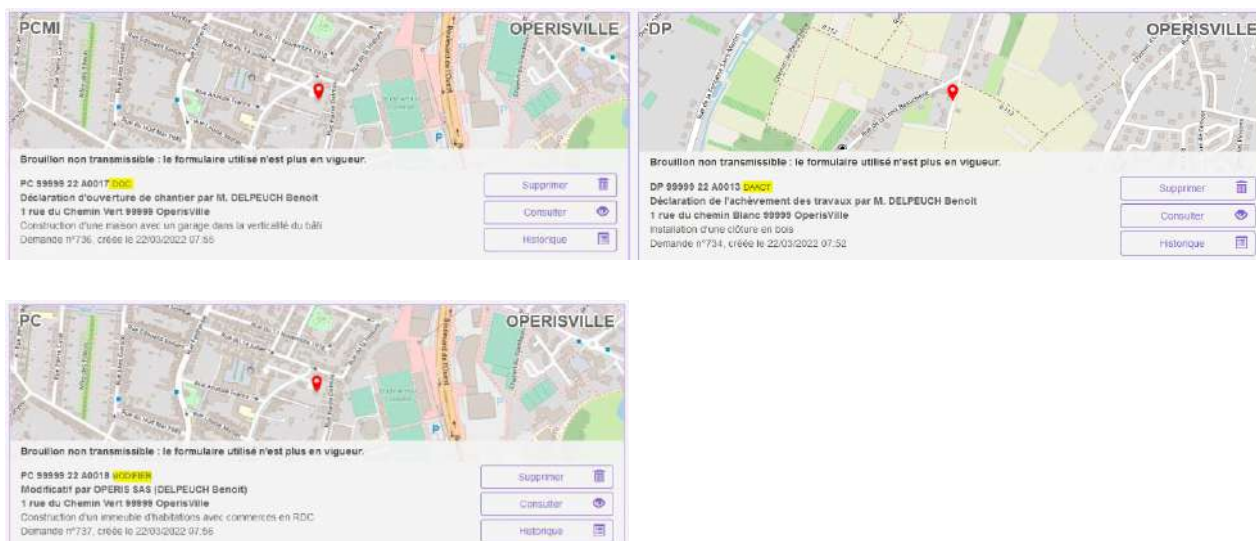 PCMI
OPERISVILLE
Brouillon non transmissible : le formulaire utilisé n'est plus en vigueur.
PC 99999 22 A0017 DOC
Déclaration d'ouverture de chantier par M. DELPEUCH Benoit
1 rue du Chemin Vert 99999 OperisVille
Construction d'une maison avec un garage dans la verticalité du bâti
Demande n°736, créée le 22/03/2022 07:55
Supprimer
Consulter
Historique
DP
OPERISVILLE
Brouillon non transmissible : le formulaire utilisé n'est plus en vigueur.
DP 99999 22 A0013 DAACT
Déclaration de l'achèvement des travaux par M. DELPEUCH Benoit
1 rue du chemin Blanc 99999 OperisVille
Installation d'une clôture en bois
Demande n°734, créée le 22/03/2022 07:52
Supprimer
Consulter
Historique
PC
OPERISVILLE
Brouillon non transmissible : le formulaire utilisé n'est plus en vigueur.
PC 99999 22 A0018 MODIFIER
Modificatif par OPERIS SAS (DELPEUCH Benoit)
1 rue du Chemin Vert 99999 OperisVille
Construction d'un immeuble d'habitations avec commerces en RDC
Demande n°737, créée le 22/03/2022 07:56
Supprimer
Consulter
Historique